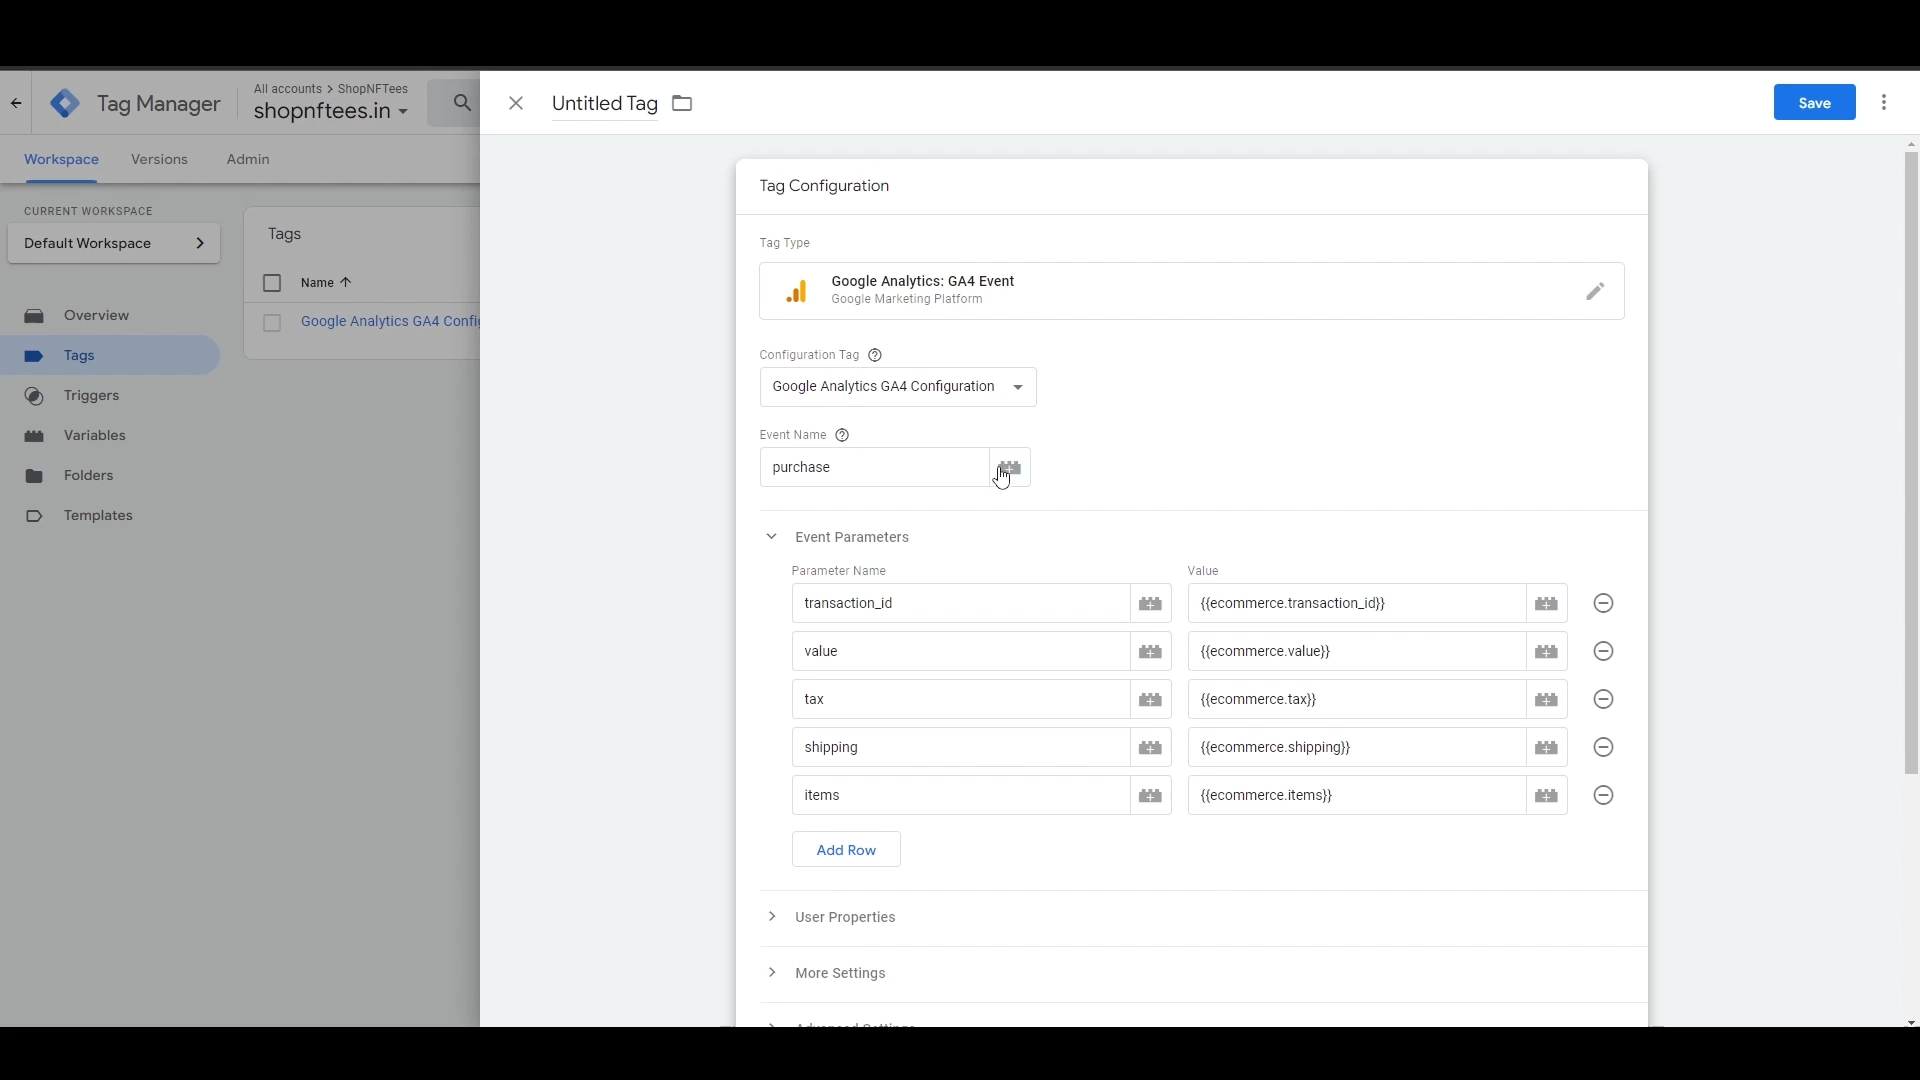 Tag Manager
All accounts > ShopNFTees
shopnftees.in
Untitled Tag
Save
Workspace
Versions
Admin
CURRENT WORKSPACE
Default Workspace
Overview
Tags
Triggers
Variables
Folders
Templates
Tags
Name
Google Analytics GA4 Config
Tag Configuration
Tag Type
Google Analytics: GA4 Event
Google Marketing Platform
Configuration Tag
Google Analytics GA4 Configuration
Event Name
purchase
Event Parameters
Parameter Name Value
transaction_id {{ecommerce.transaction_id}}
value {{ecommerce.value}}
tax {{ecommerce.tax}}
shipping {{ecommerce.shipping}}
items {{ecommerce.items}}
Add Row
User Properties
More Settings
Advanced Settings